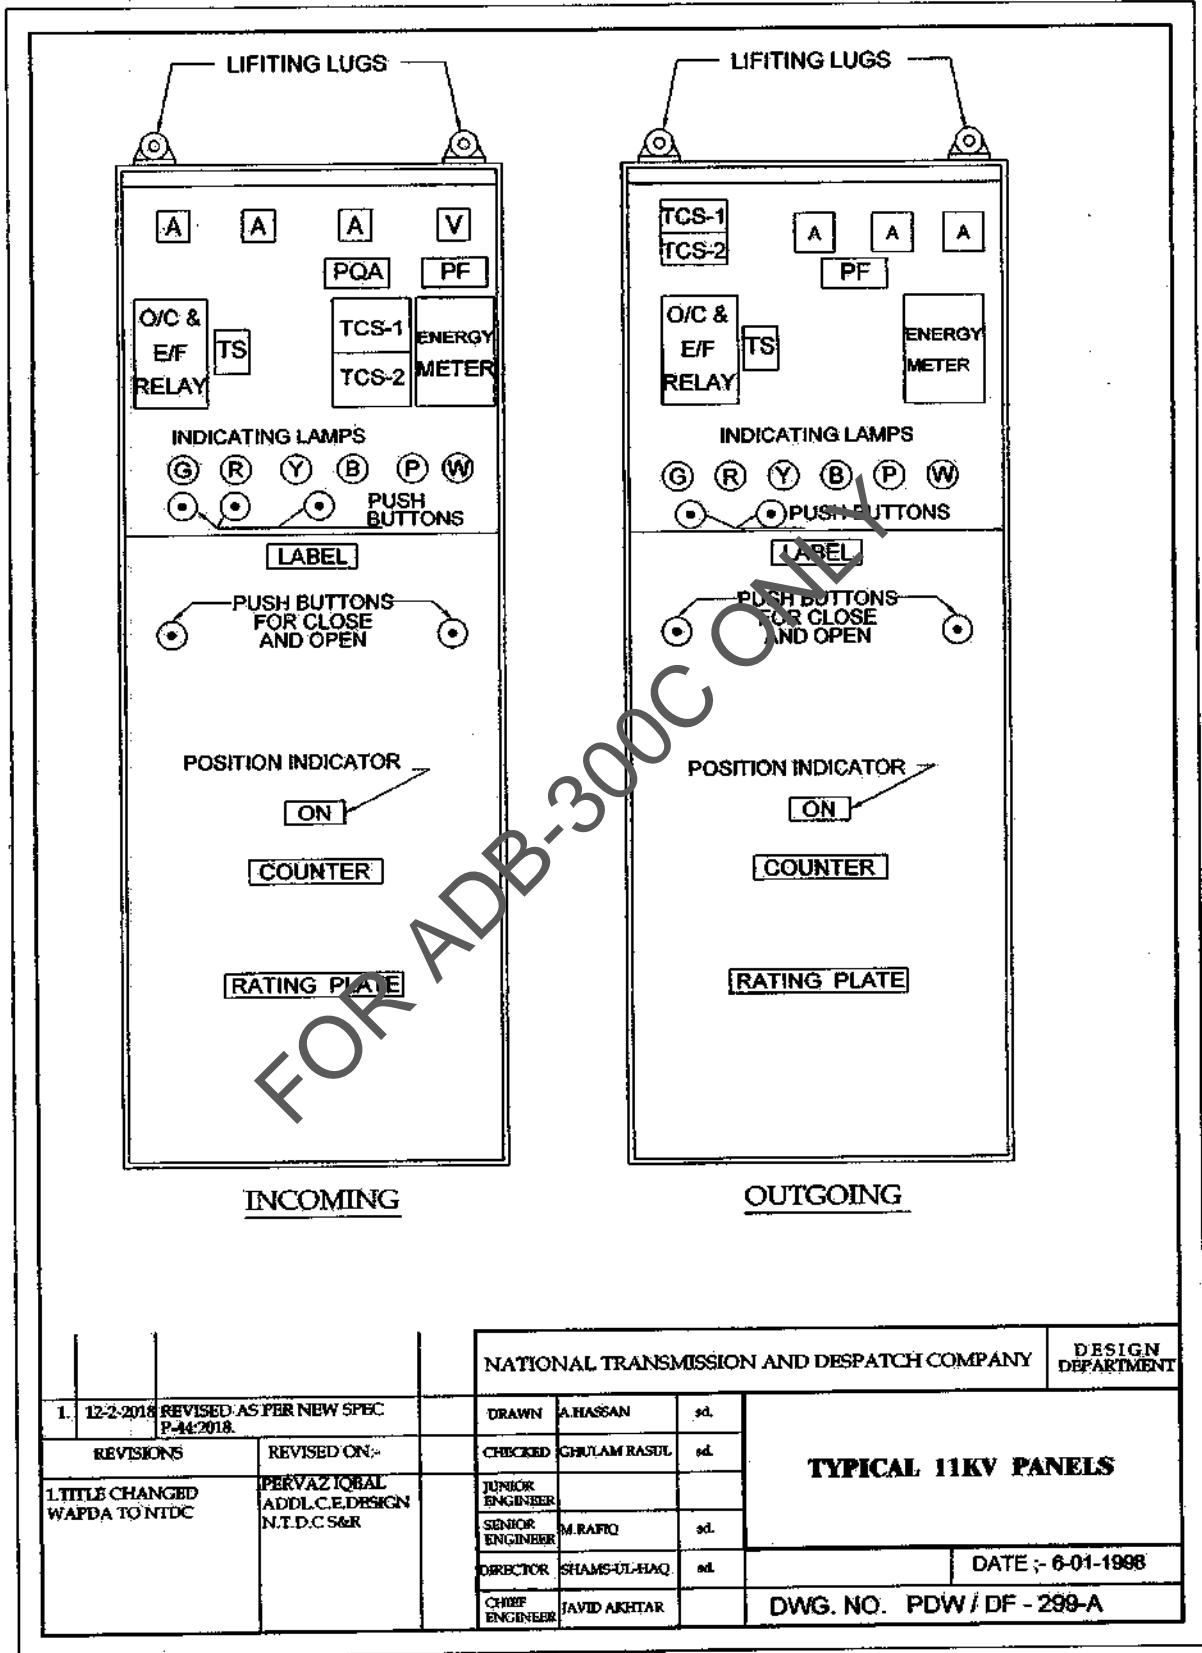 LIFITING LUGS
A A A V
PQA PF
O/C &
E/F
RELAY
TS
TCS-1
TCS-2
ENERGY
METER
INDICATING LAMPS
G R Y B P W
PUSH
BUTTONS
LABEL
PUSH BUTTONS
FOR CLOSE
AND OPEN
POSITION INDICATOR
ON
COUNTER
RATING PLATE
INCOMING
LIFITING LUGS
TCS-1
TCS-2
A A A
PF
O/C &
E/F
RELAY
TS
ENERGY
METER
INDICATING LAMPS
G R Y B P W
PUSH BUTTONS
LABEL
PUSH BUTTONS
FOR CLOSE
AND OPEN
POSITION INDICATOR
ON
COUNTER
RATING PLATE
OUTGOING
FOR ADB-300C ONLY
1. 12-2-2018 REVISED AS PER NEW SPEC
P-44:2018.
REVISIONS
REVISED ON:-
1.TITLE CHANGED
WAPDA TO NTDC
PERVAZ IQBAL
ADDL.C.E.DESIGN
N.T.D.C S&R
NATIONAL TRANSMISSION AND DESPATCH COMPANY
DESIGN
DEPARTMENT
DRAWN A.HASSAN sd.
CHECKED GHULAM RASUL sd.
JUNIOR
ENGINEER
SENIOR
ENGINEER M.RAFIQ sd.
DIRECTOR SHAMS-UL-HAQ sd.
CHIEF
ENGINEER JAVID AKHTAR
TYPICAL 11KV PANELS
DATE ;- 6-01-1998
DWG. NO. PDW / DF - 299-A